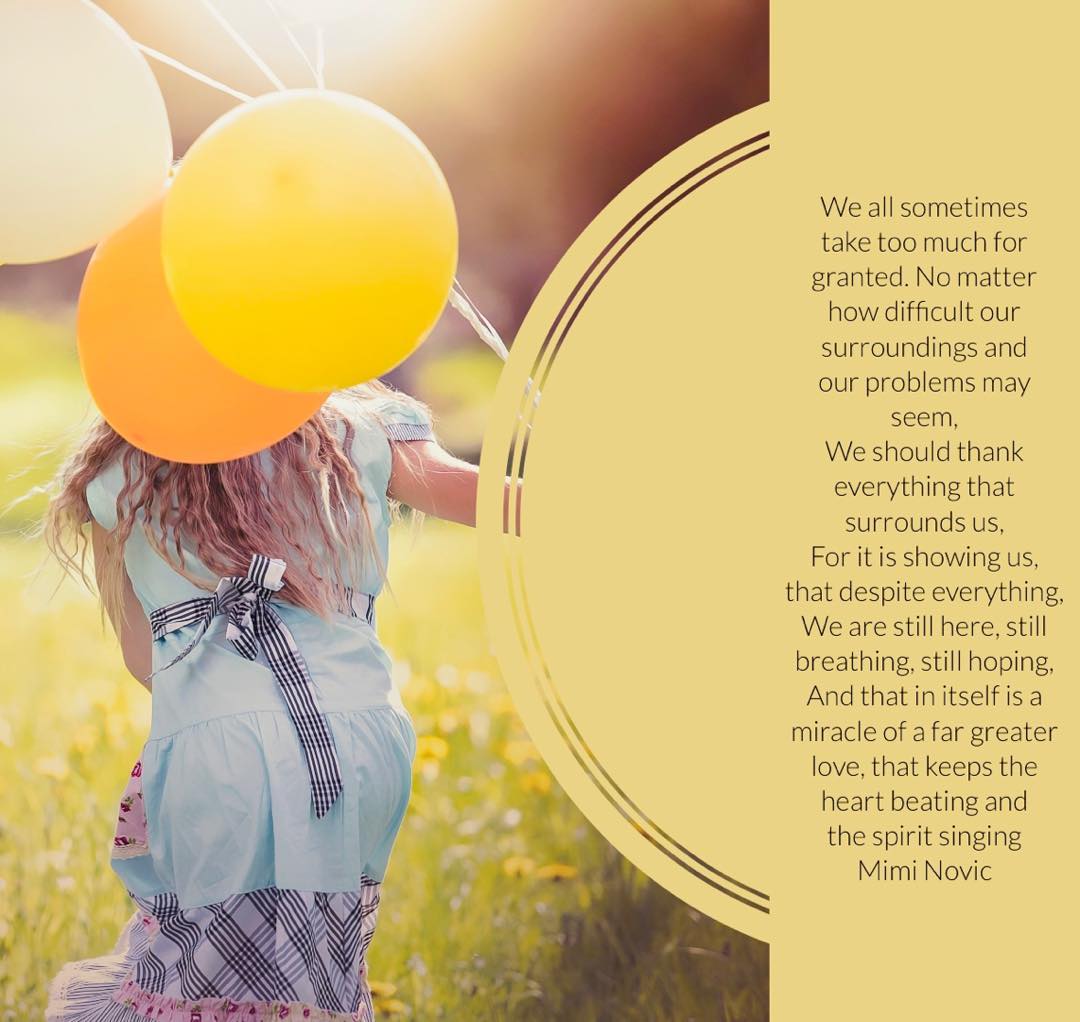 We all sometimes
take too much for
granted. No matter
how difficult our
surroundings and
our problems may
seem,
We should thank
everything that
surrounds us,
For it is showing us,
that despite everything,
We are still here, still
breathing, still hoping,
And that in itself is a
miracle of a far greater
love, that keeps the
heart beating and
the spirit singing
Mimi Novic